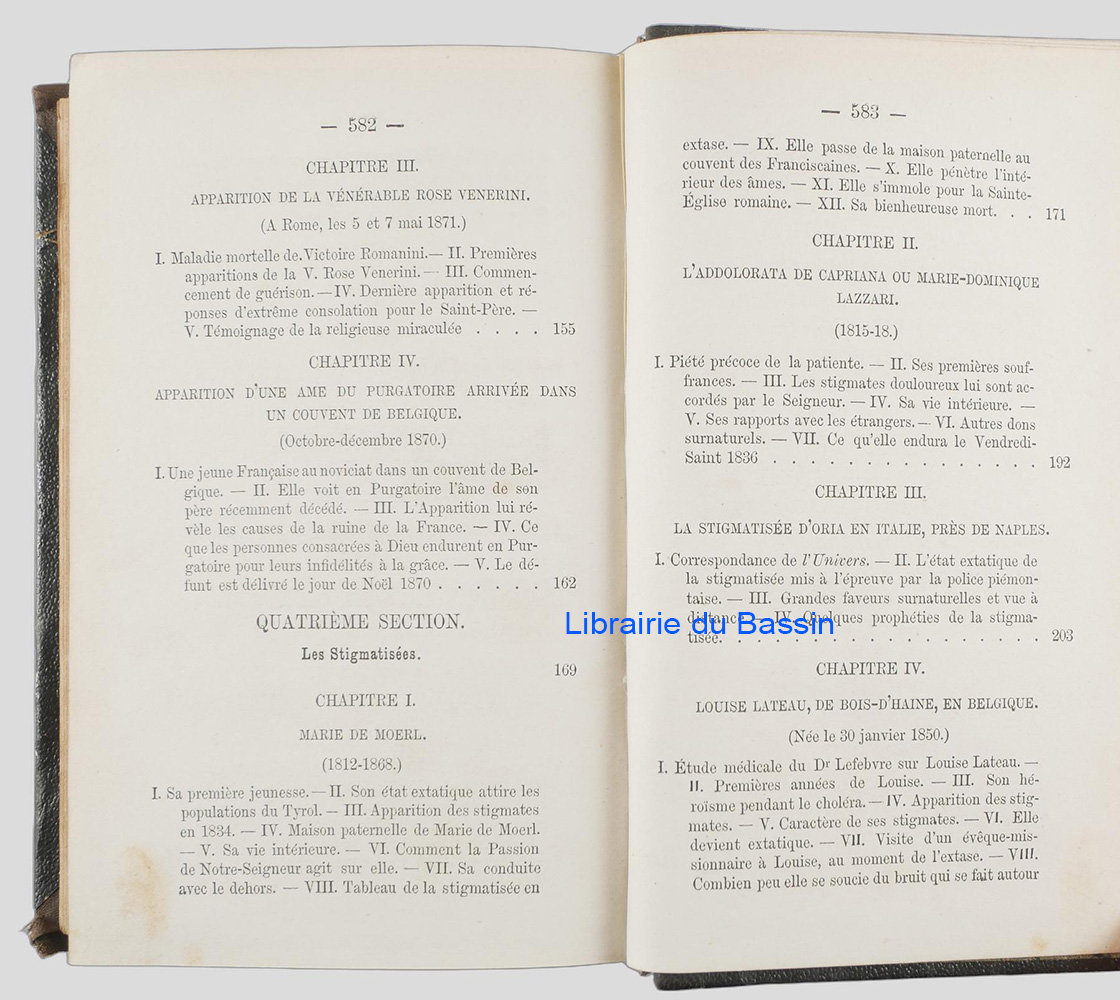 — 582 —
CHAPITRE III.
APPARITION DE LA VÉNÉRABLE ROSE VENERINI.
(A Rome, les 5 et 7 mai 1871.)
I. Maladie mortelle de.Victoire Romanini.— II. Premières
apparitions de la V. Rose Venerini. — III. Commen-
cement de guérison. — IV. Dernière apparition et ré-
ponses d'extrême consolation pour le Saint-Père. —
V. Témoignage de la religieuse miraculée . . . . 155
CHAPITRE IV.
APPARITION D'UNE AME DU PURGATOIRE ARRIVÉE DANS
UN COUVENT DE BELGIQUE.
(Octobre-décembre 1870.)
I. Une jeune Française au noviciat dans un couvent de Bel-
gique. — II. Elle voit en Purgatoire l'âme de son
père récemment décédé. — III. L'Apparition lui ré-
vèle les causes de la ruine de la France. — IV. Ce
que les personnes consacrées à Dieu endurent en Pur-
gatoire pour leurs infidélités à la grâce. — V. Le dé-
funt est délivré le jour de Noël 1870 . . . . . . 162
QUATRIÈME SECTION.
Les Stigmatisées.
169
CHAPITRE I.
MARIE DE MOERL.
(1812-1868.)
I. Sa première jeunesse. — II. Son état extatique attire les
populations du Tyrol. — III. Apparition des stigmates
en 1834. — IV. Maison paternelle de Marie de Moerl.
— V. Sa vie intérieure. — VI. Comment la Passion
de Notre-Seigneur agit sur elle. — VII. Sa conduite
avec le dehors. — VIII. Tableau de la stigmatisée en
— 583 —
extase. — IX. Elle passe de la maison paternelle au
couvent des Franciscaines. — X. Elle pénètre l'inté-
rieur des âmes. — XI. Elle s'immole pour la Sainte-
Église romaine. — XII. Sa bienheureuse mort. . . 171
CHAPITRE II.
L'ADDOLORATA DE CAPRIANA OU MARIE-DOMINIQUE
LAZZARI.
(1815-18.)
I. Piété précoce de la patiente. — II. Ses premières souf-
frances. — III. Les stigmates douloureux lui sont ac-
cordés par le Seigneur. — IV. Sa vie intérieure. —
V. Ses rapports avec les étrangers. — VI. Autres dons
surnaturels. — VII. Ce qu'elle endura le Vendredi-
Saint 1836 . . . . . . . . . . . . . . . 192
CHAPITRE III.
LA STIGMATISÉE D'ORIA EN ITALIE, PRÈS DE NAPLES.
I. Correspondance de l'Univers. — II. L'état extatique de
la stigmatisée mis à l'épreuve par la police piémon-
taise. — III. Grandes faveurs surnaturelles et vue à
distance. — IV. Quelques prophéties de la stigma-
tisée. . . . . . . . . . . . . . . . . . 203
Librairie du Bassin
CHAPITRE IV.
LOUISE LATEAU, DE BOIS-D'HAINE, EN BELGIQUE.
(Née le 30 janvier 1850.)
I. Étude médicale du Dr Lefebvre sur Louise Lateau. —
II. Premières années de Louise. — III. Son hé-
roïsme pendant le choléra. — IV. Apparition des stig-
mates. — V. Caractère de ses stigmates. — VI. Elle
devient extatique. — VII. Visite d'un évêque-mis-
sionnaire à Louise, au moment de l'extase. — VIII.
Combien peu elle se soucie du bruit qui se fait autour